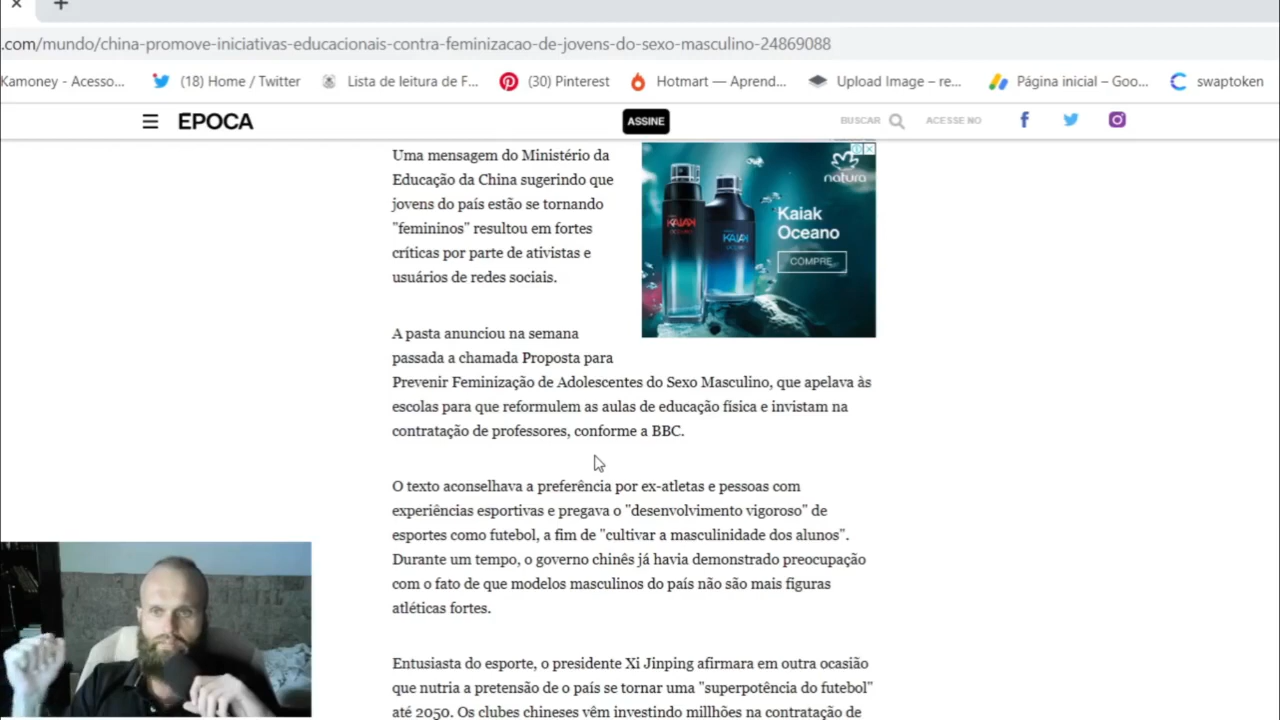 .com/mundo/china-promove-iniciativas-educacionais-contra-feminizacao-de-jovens-do-sexo-masculino-24869088
Kamoney - Acesso... (18) Home / Twitter Lista de leitura de F... (30) Pinterest Hotmart — Aprend... Upload Image – re... Página inicial – Goo... swaptoken
EPOCA ASSINE BUSCAR ACESSE NO
Uma mensagem do Ministério da
Educação da China sugerindo que
jovens do país estão se tornando
"femininos" resultou em fortes
críticas por parte de ativistas e
usuários de redes sociais.
natura
Kaiak
Oceano
COMPRE
KAIAK
KAIAK
A pasta anunciou na semana
passada a chamada Proposta para
Prevenir Feminização de Adolescentes do Sexo Masculino, que apelava às
escolas para que reformulem as aulas de educação física e invistam na
contratação de professores, conforme a BBC.
O texto aconselhava a preferência por ex-atletas e pessoas com
experiências esportivas e pregava o "desenvolvimento vigoroso" de
esportes como futebol, a fim de "cultivar a masculinidade dos alunos".
Durante um tempo, o governo chinês já havia demonstrado preocupação
com o fato de que modelos masculinos do país não são mais figuras
atléticas fortes.
Entusiasta do esporte, o presidente Xi Jinping afirmara em outra ocasião
que nutria a pretensão de o país se tornar uma "superpotência do futebol"
até 2050. Os clubes chineses vêm investindo millhões na contratação de